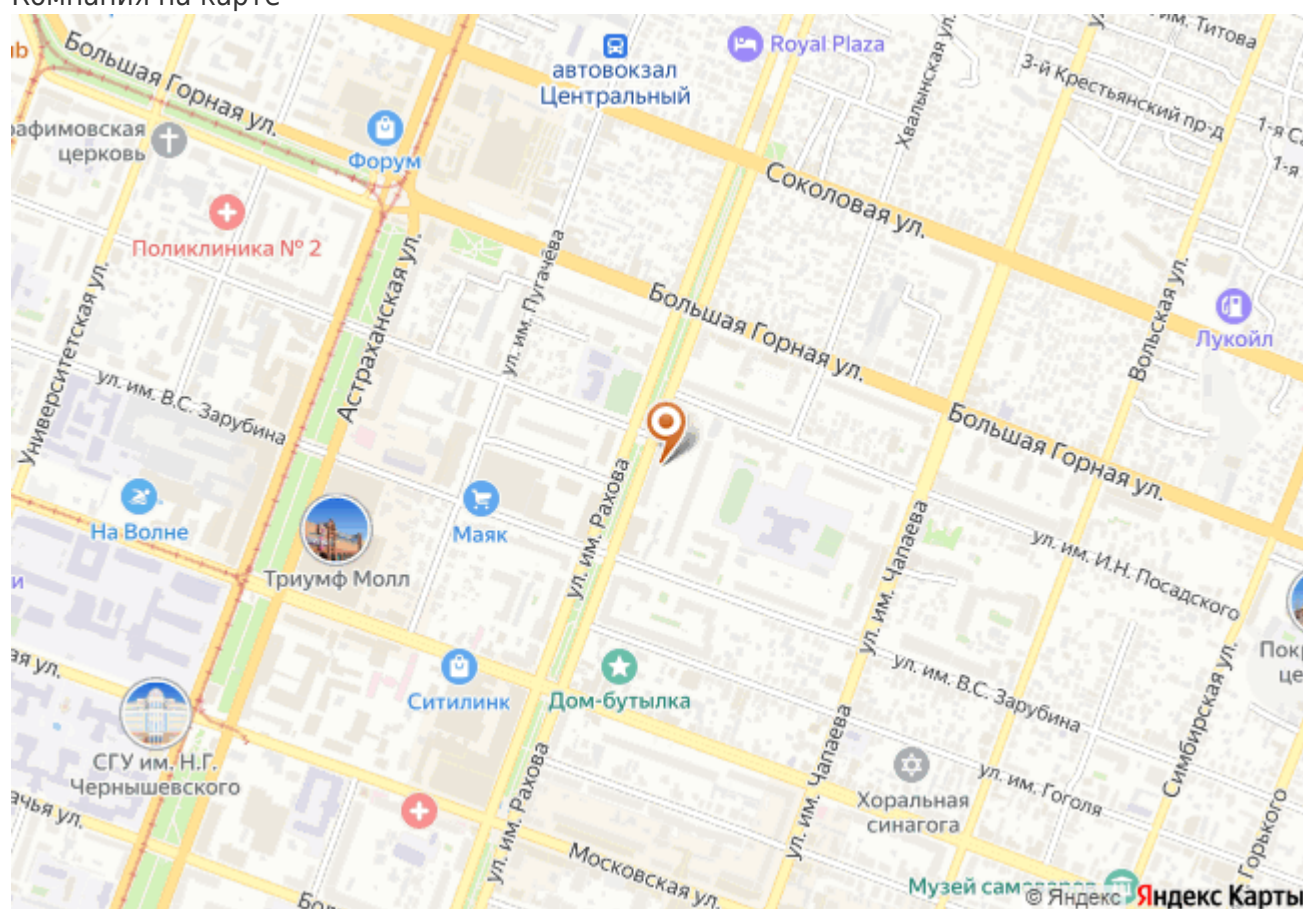 Компания на карте
ул. им. Титова
Большая Горная ул.
автовокзал
Центральный
Royal Plaza
Хвалынская ул.
3-й Крестьянский пр-д
церковь
Форум
Поликлиника № 2
Соколовая ул.
Университетская ул.
Астраханская ул.
ул. им. Пугачёва
Большая Горная ул.
Вольская ул.
Лукойл
ул. им. В.С. Зарубина
Большая Горная ул.
На Волне
Триумф Молл
Маяк
ул. им. Рахова
ул. им. Чапаева
ул. им. И.Н. Посадского
Ситилинк
Дом-бутылка
ул. им. В.С. Зарубина
Симбирская ул.
СГУ им. Н.Г.
Чернышевского
ул. им. Рахова
ул. им. Чапаева
Хоральная
синагога
ул. им. Гоголя
Московская ул.
Горького
© Яндекс Яндекс Карты